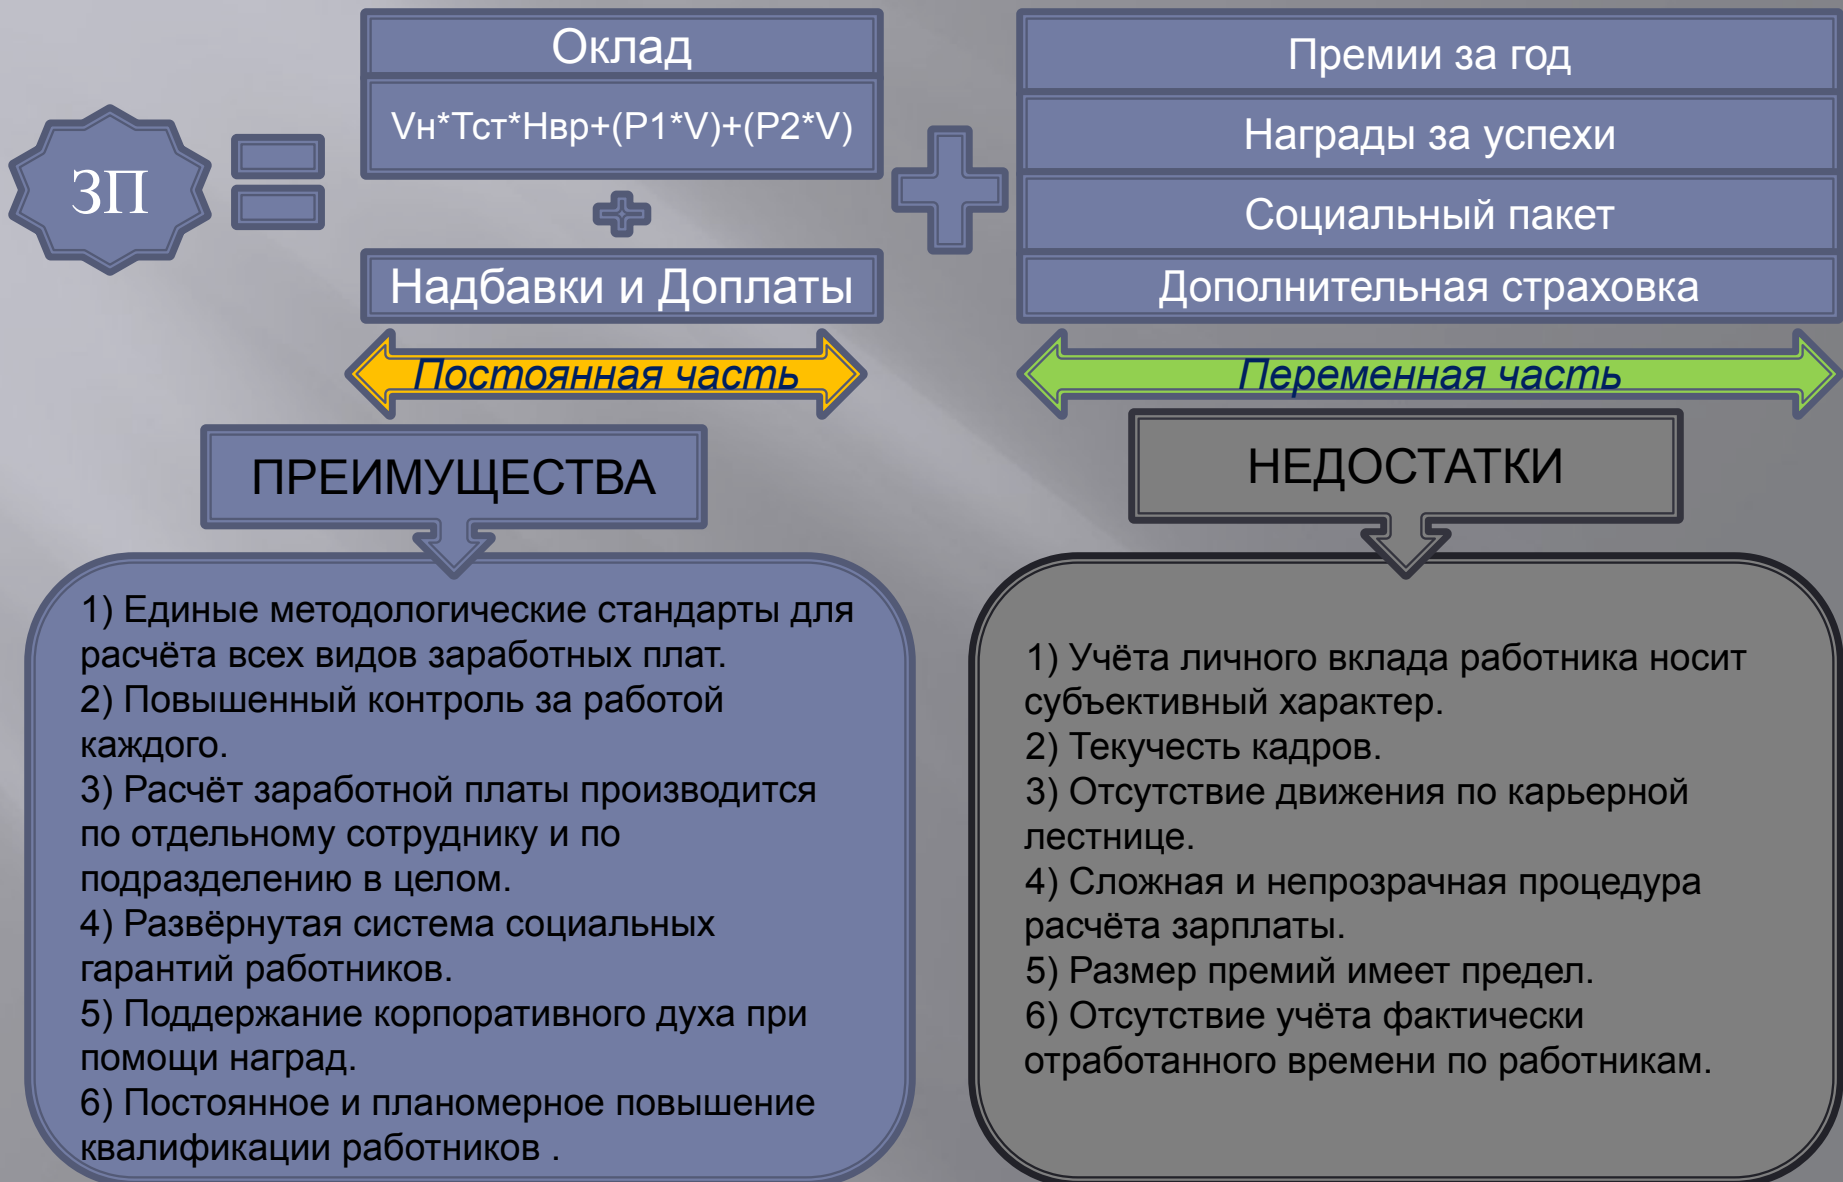 ЗП
Оклад
Vн*Тст*Нвр+(Р1*V)+(Р2*V)
Надбавки и Доплаты
Постоянная часть
Премии за год
Награды за успехи
Социальный пакет
Дополнительная страховка
Переменная часть
ПРЕИМУЩЕСТВА
1) Единые методологические стандарты для
расчёта всех видов заработных плат.
2) Повышенный контроль за работой
каждого.
3) Расчёт заработной платы производится
по отдельному сотруднику и по
подразделению в целом.
4) Развёрнутая система социальных
гарантий работников.
5) Поддержание корпоративного духа при
помощи наград.
6) Постоянное и планомерное повышение
квалификации работников .
НЕДОСТАТКИ
1) Учёта личного вклада работника носит
субъективный характер.
2) Текучесть кадров.
3) Отсутствие движения по карьерной
лестнице.
4) Сложная и непрозрачная процедура
расчёта зарплаты.
5) Размер премий имеет предел.
6) Отсутствие учёта фактически
отработанного времени по работникам.